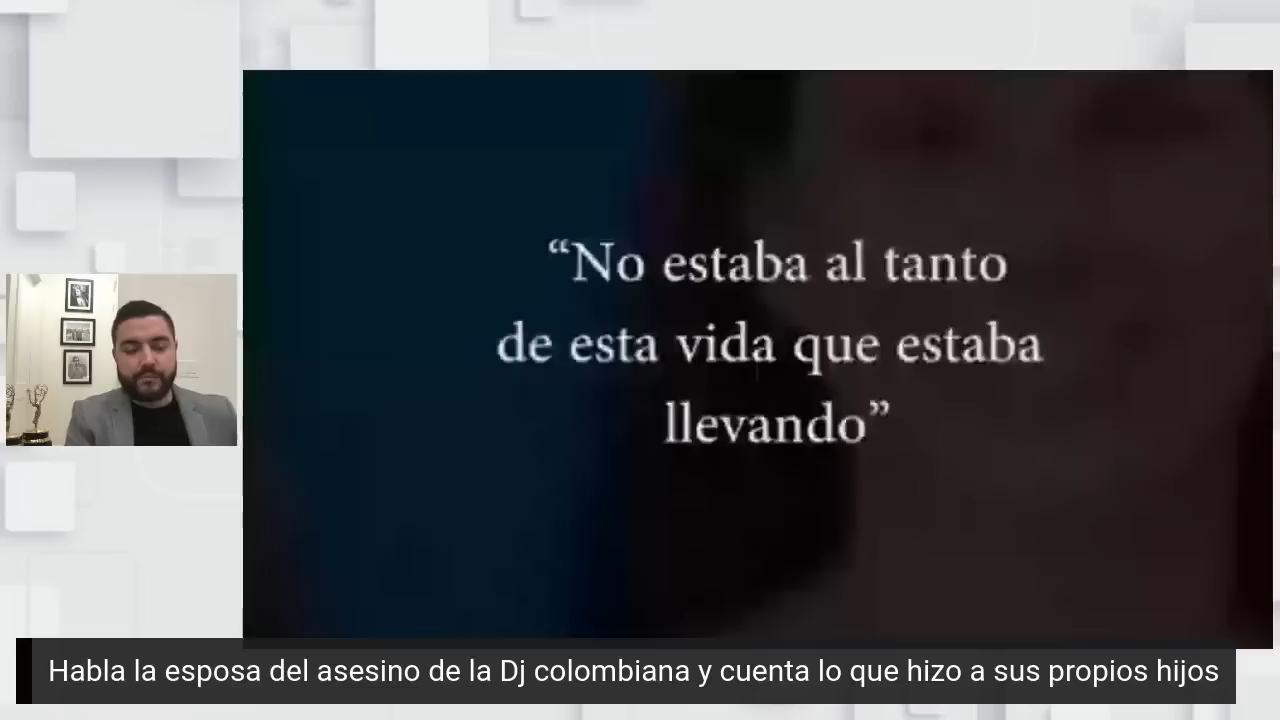 “No estaba al tanto
de esta vida que estaba
llevando”
Habla la esposa del asesino de la Dj colombiana y cuenta lo que hizo a sus propios hijos